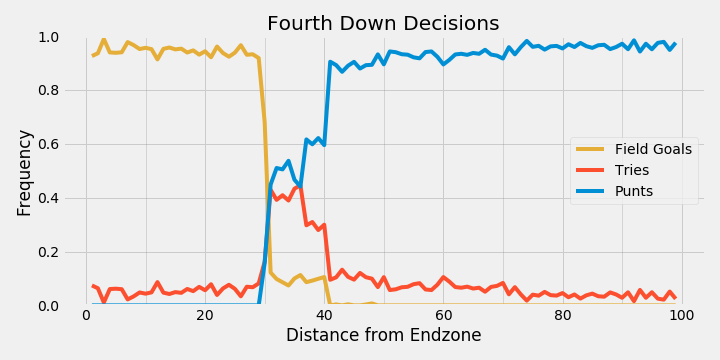 Fourth Down Decisions
1.0
0.8
0.6
0.4
0.2
0.0
Frequency
Field Goals
Tries
Punts
0 20 40 60 80 100
Distance from Endzone